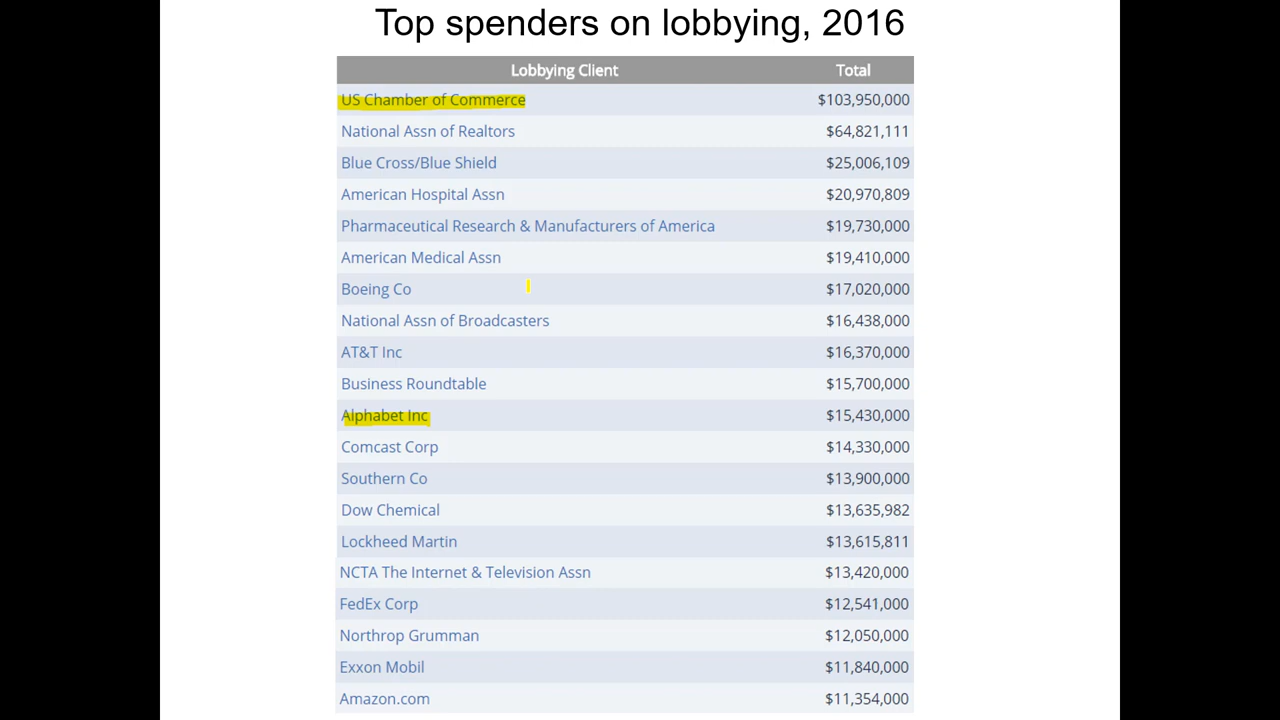 Top spenders on lobbying, 2016
Lobbying Client Total
US Chamber of Commerce $103,950,000
National Assn of Realtors $64,821,111
Blue Cross/Blue Shield $25,006,109
American Hospital Assn $20,970,809
Pharmaceutical Research & Manufacturers of America $19,730,000
American Medical Assn $19,410,000
Boeing Co $17,020,000
National Assn of Broadcasters $16,438,000
AT&T Inc $16,370,000
Business Roundtable $15,700,000
Alphabet Inc $15,430,000
Comcast Corp $14,330,000
Southern Co $13,900,000
Dow Chemical $13,635,982
Lockheed Martin $13,615,811
NCTA The Internet & Television Assn $13,420,000
FedEx Corp $12,541,000
Northrop Grumman $12,050,000
Exxon Mobil $11,840,000
Amazon.com $11,354,000